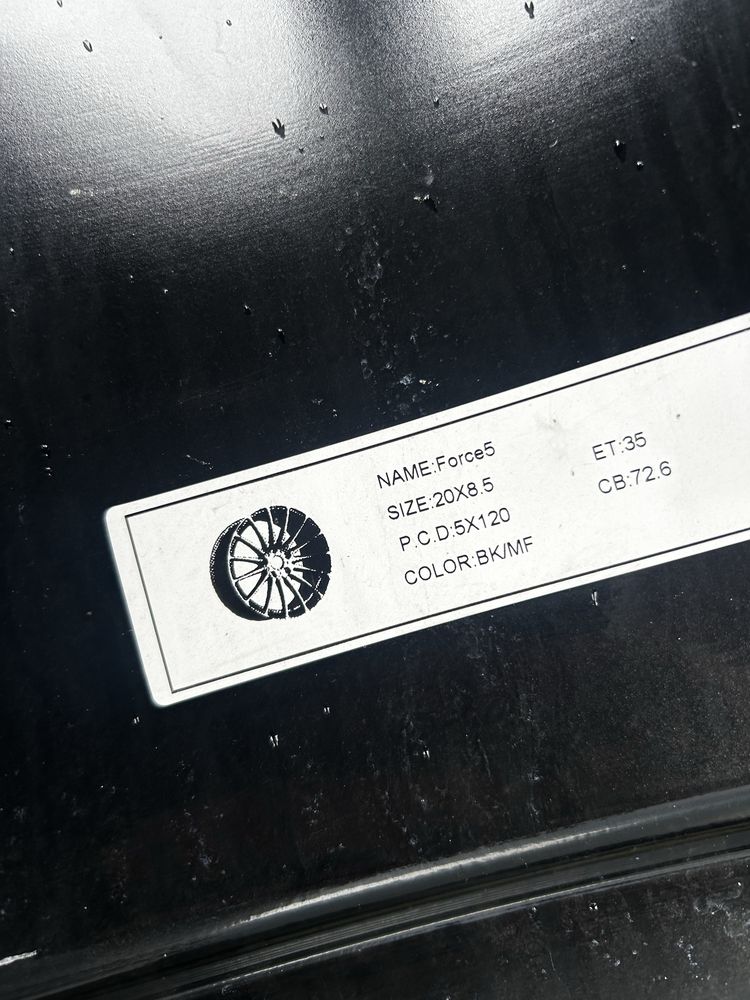 NAME:Force5
SIZE:20X8.5
P.C.D:5X120
COLOR:BK/MF
ET:35
CB:72.6